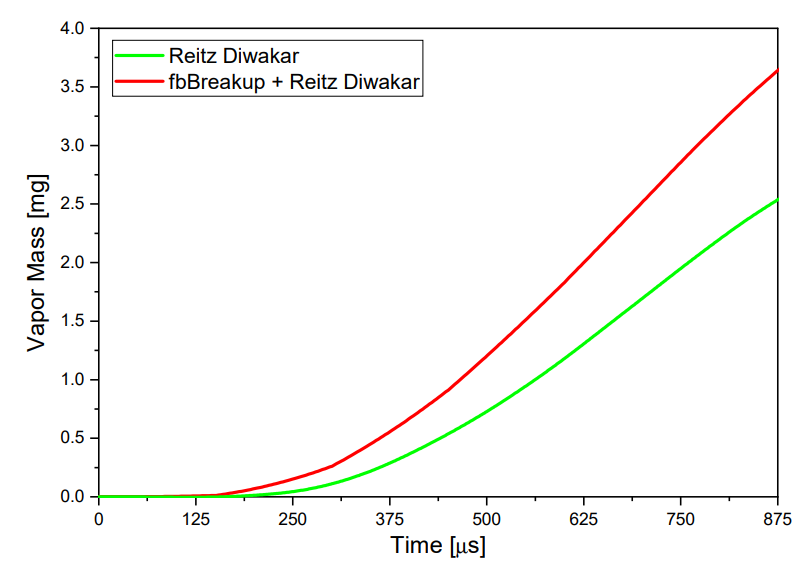 4.0
3.5
3.0
2.5
2.0
1.5
1.0
0.5
0.0
Vapor Mass [mg]
Reitz Diwakar
fbBreakup + Reitz Diwakar
0 125 250 375 500 625 750 875
Time [μs]